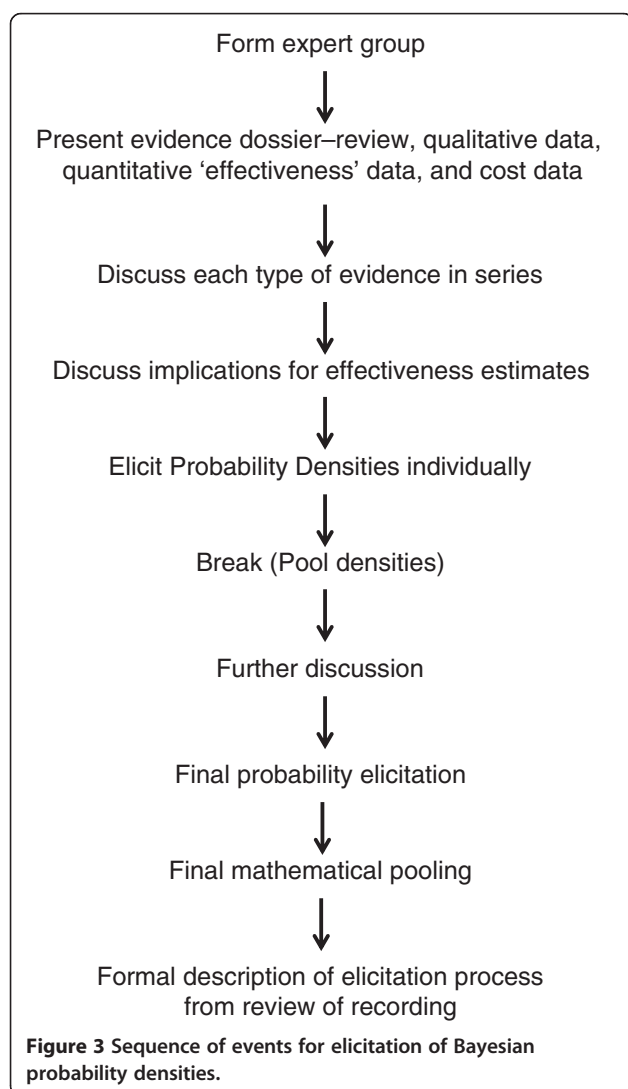 Form expert group
Present evidence dossier–review, qualitative data,
quantitative ‘effectiveness’ data, and cost data
Discuss each type of evidence in series
Discuss implications for effectiveness estimates
Elicit Probability Densities individually
Break (Pool densities)
Further discussion
Final probability elicitation
Final mathematical pooling
Formal description of elicitation process
from review of recording
Figure 3 Sequence of events for elicitation of Bayesian
probability densities.